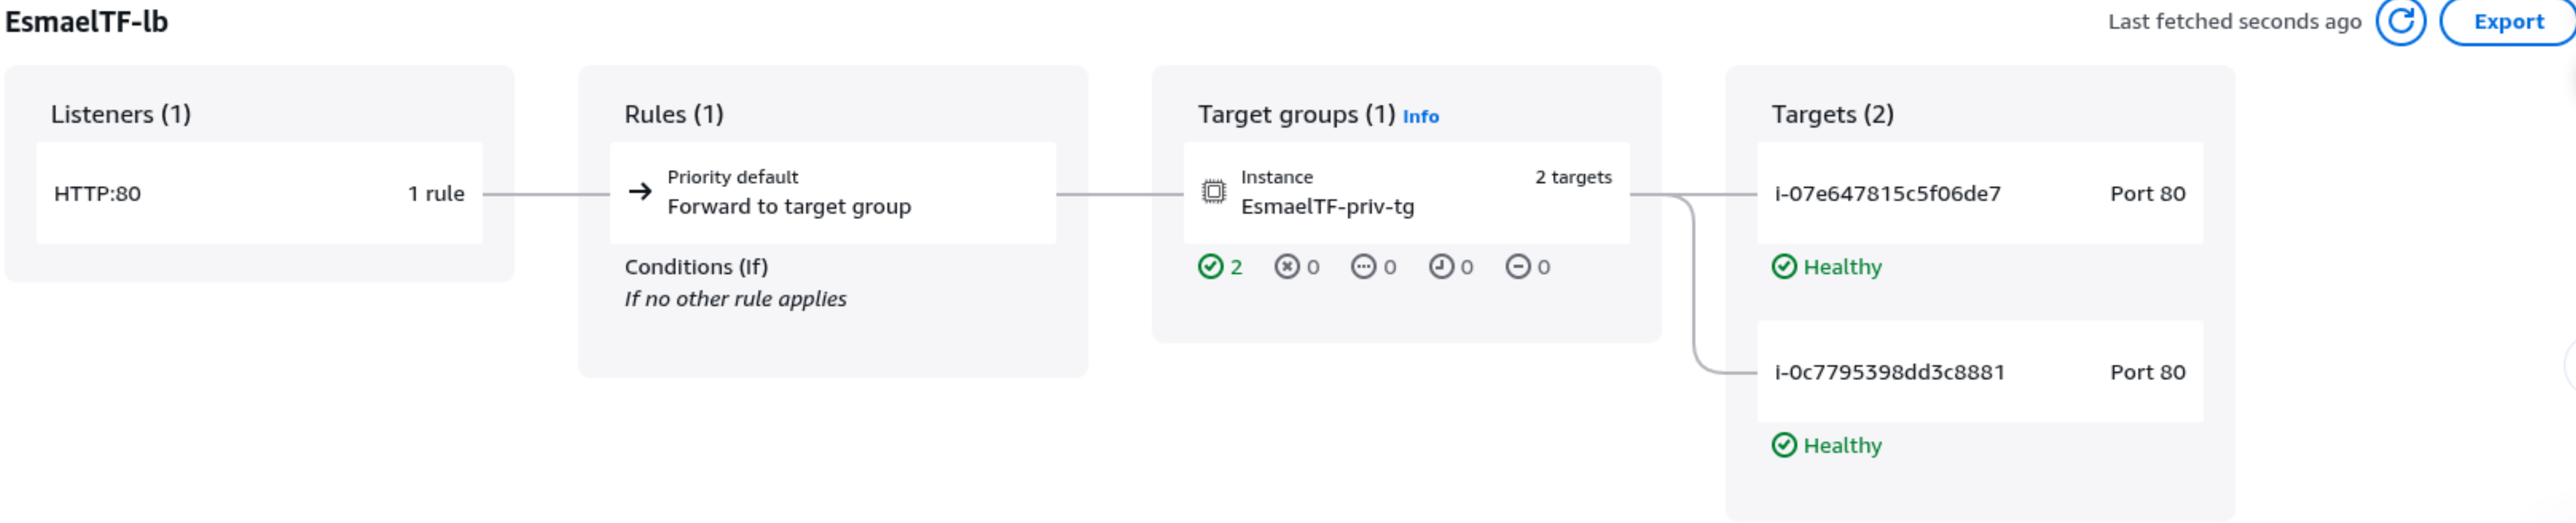 EsmaelTF-lb
Last fetched seconds ago
Export
Listeners (1)
HTTP:80
1 rule
Rules (1)
Priority default
Forward to target group
Conditions (If)
If no other rule applies
Target groups (1) Info
Instance
2 targets
EsmaelTF-priv-tg
2
0
0
0
0
Targets (2)
i-07e647815c5f06de7
Port 80
Healthy
i-0c7795398dd3c8881
Port 80
Healthy